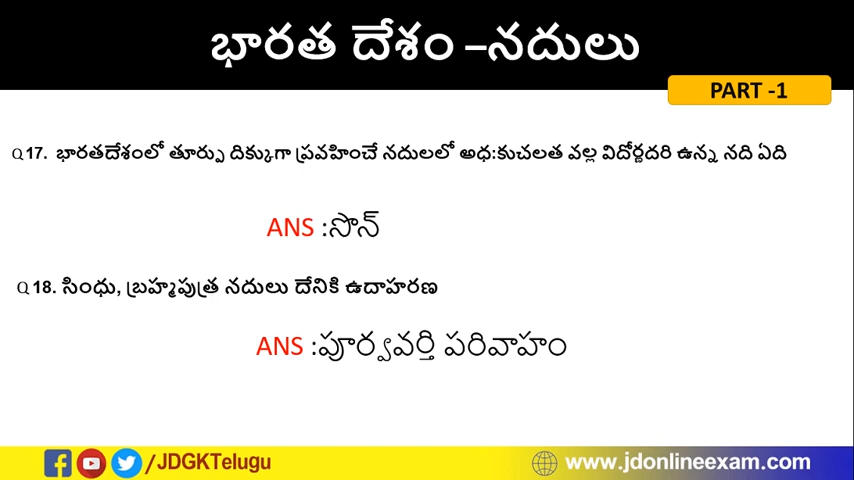 భారత దేశం –నదులు
PART -1
Q17. భారతదేశంలో తూర్పు దిక్కుగా ప్రవహించే నదులలో అధ:కుచలత వల్ల విదోర్ణదరి ఉన్న నది ఏది
ANS :సొన్
Q18. సింధు, బ్రహ్మపుత్ర నదులు దేనికి ఉదాహరణ
ANS :పూర్వవర్తి పరివాహం
/JDGKTelugu
www.jdonlineexam.com